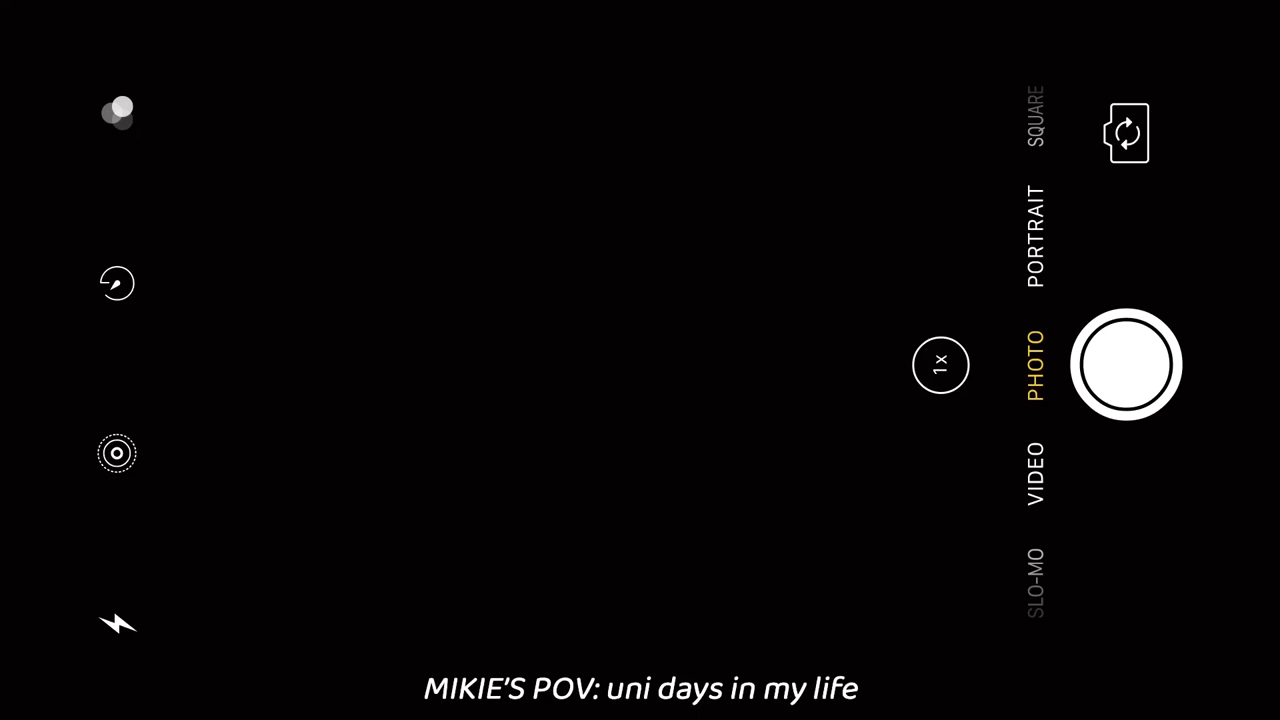 SQUARE
PORTRAIT
1x
PHOTO
VIDEO
SLO-MO
MIKIE'S POV: uni days in my life